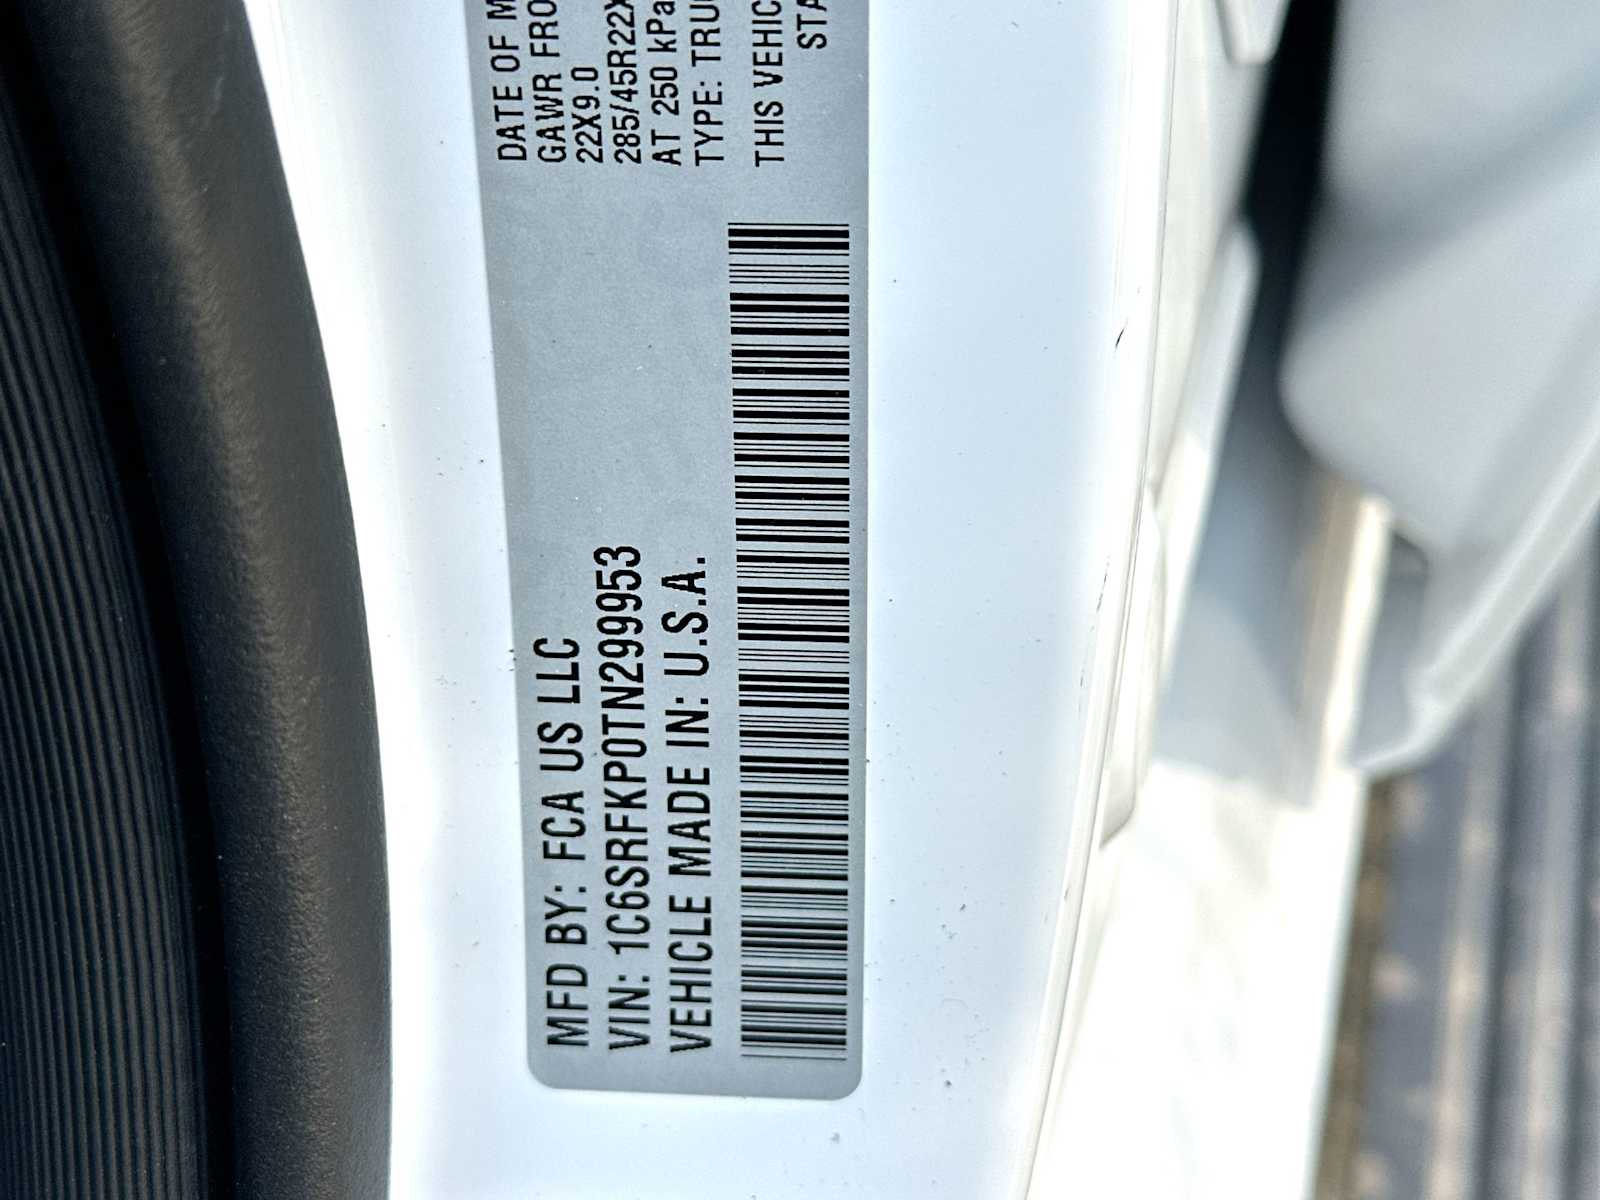 MFD BY: FCA US LLC
VIN: 1C6SRFKP0TN299953
VEHICLE MADE IN: U.S.A.
DATE OF M
GAWR FRO
22X9.0
285/45R22X
AT 250 kPa
TYPE: TRUC
THIS VEHIC
STA